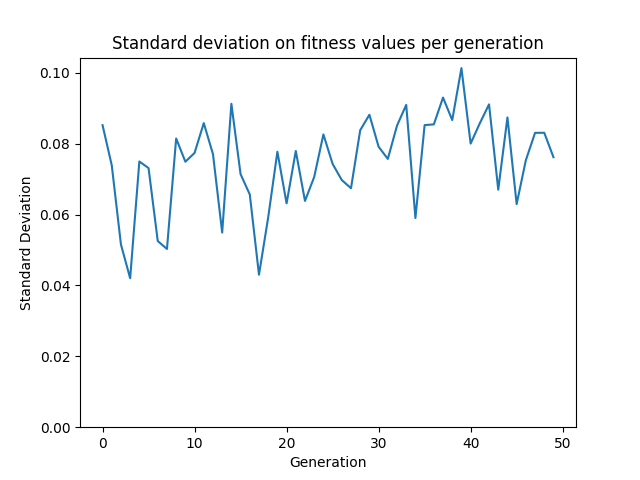 Standard deviation on fitness values per generation
0.10
0.08
0.06
0.04
0.02
0.00
Standard Deviation
0 10 20 30 40 50
Generation